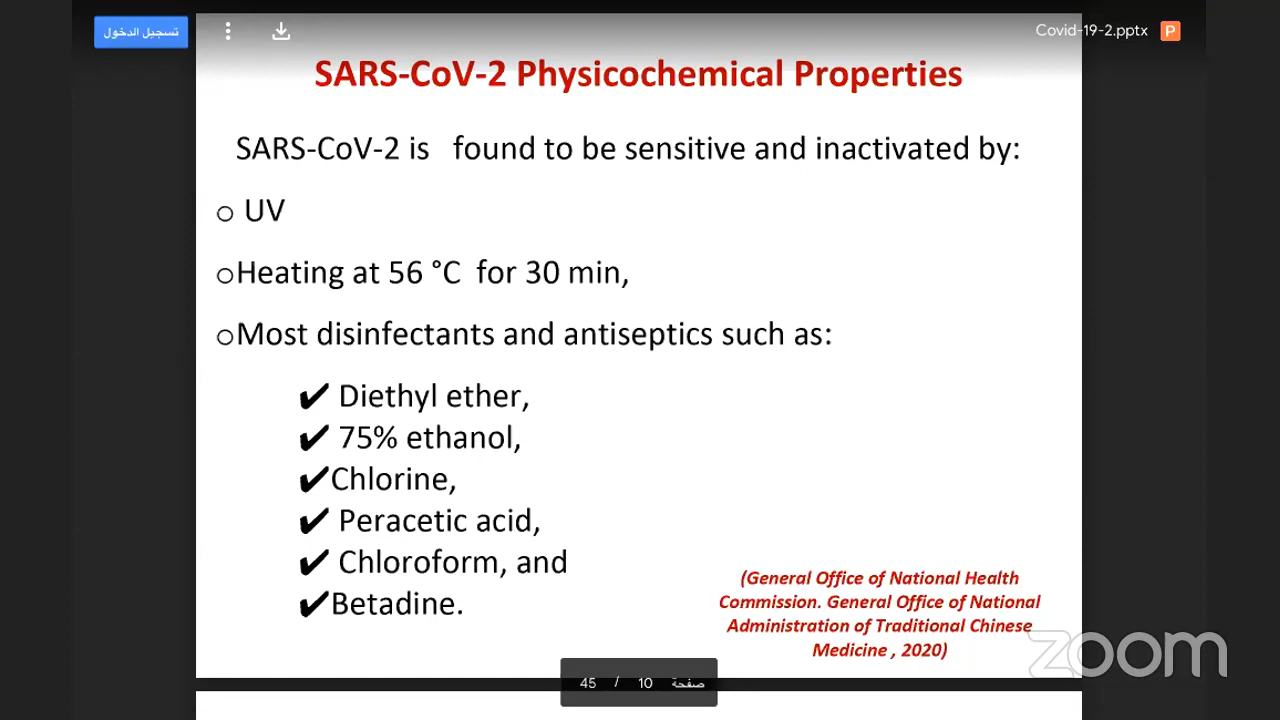 تسجيل الدخول
Covid-19-2.pptx P
SARS-CoV-2 Physicochemical Properties
SARS-CoV-2 is found to be sensitive and inactivated by:
UV
Heating at 56 °C for 30 min,
Most disinfectants and antiseptics such as:
✔ Diethyl ether,
✔ 75% ethanol,
✔Chlorine,
✔ Peracetic acid,
✔ Chloroform, and
✔Betadine.
(General Office of National Health
Commission. General Office of National
Administration of Traditional Chinese
Medicine , 2020)
zoom
صفحة 10 / 45